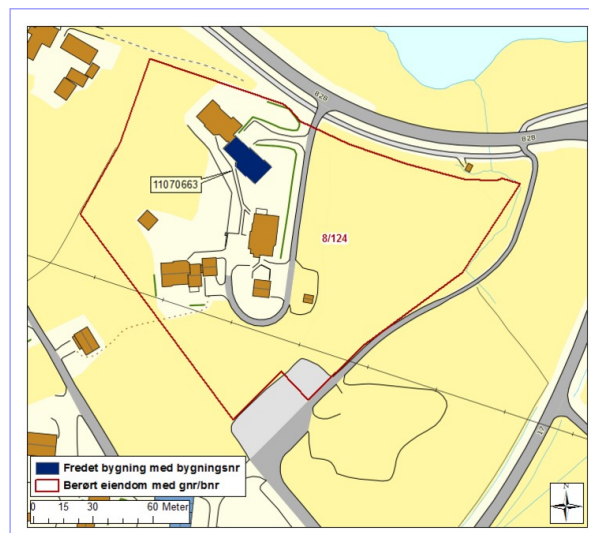 828
828
11070663
8/124
17
Fredet bygning med bygningsnr
Berørt eiendom med gnr/bnr
0 15 30 60 Meter
N